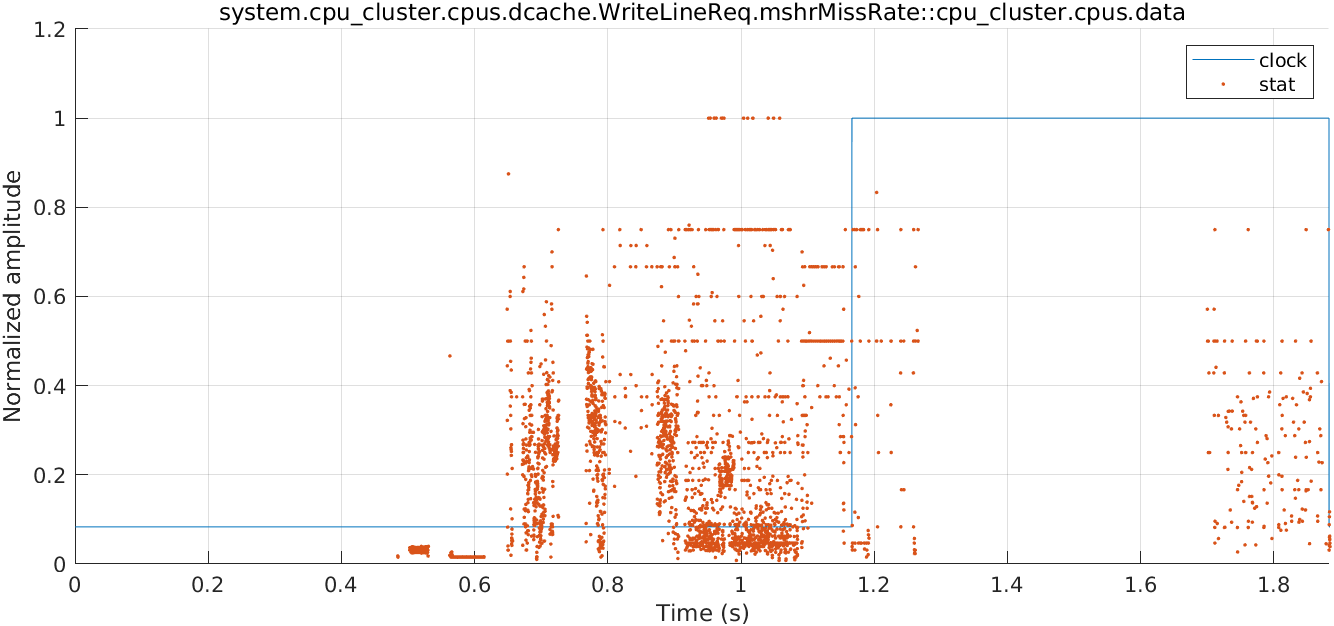 system.cpu_cluster.cpus.dcache.WriteLineReq.mshrMissRate::cpu_cluster.cpus.data
1.2
1
0.8
0.6
0.4
0.2
0
Normalized amplitude
clock
stat
0 0.2 0.4 0.6 0.8 1 1.2 1.4 1.6 1.8
Time (s)